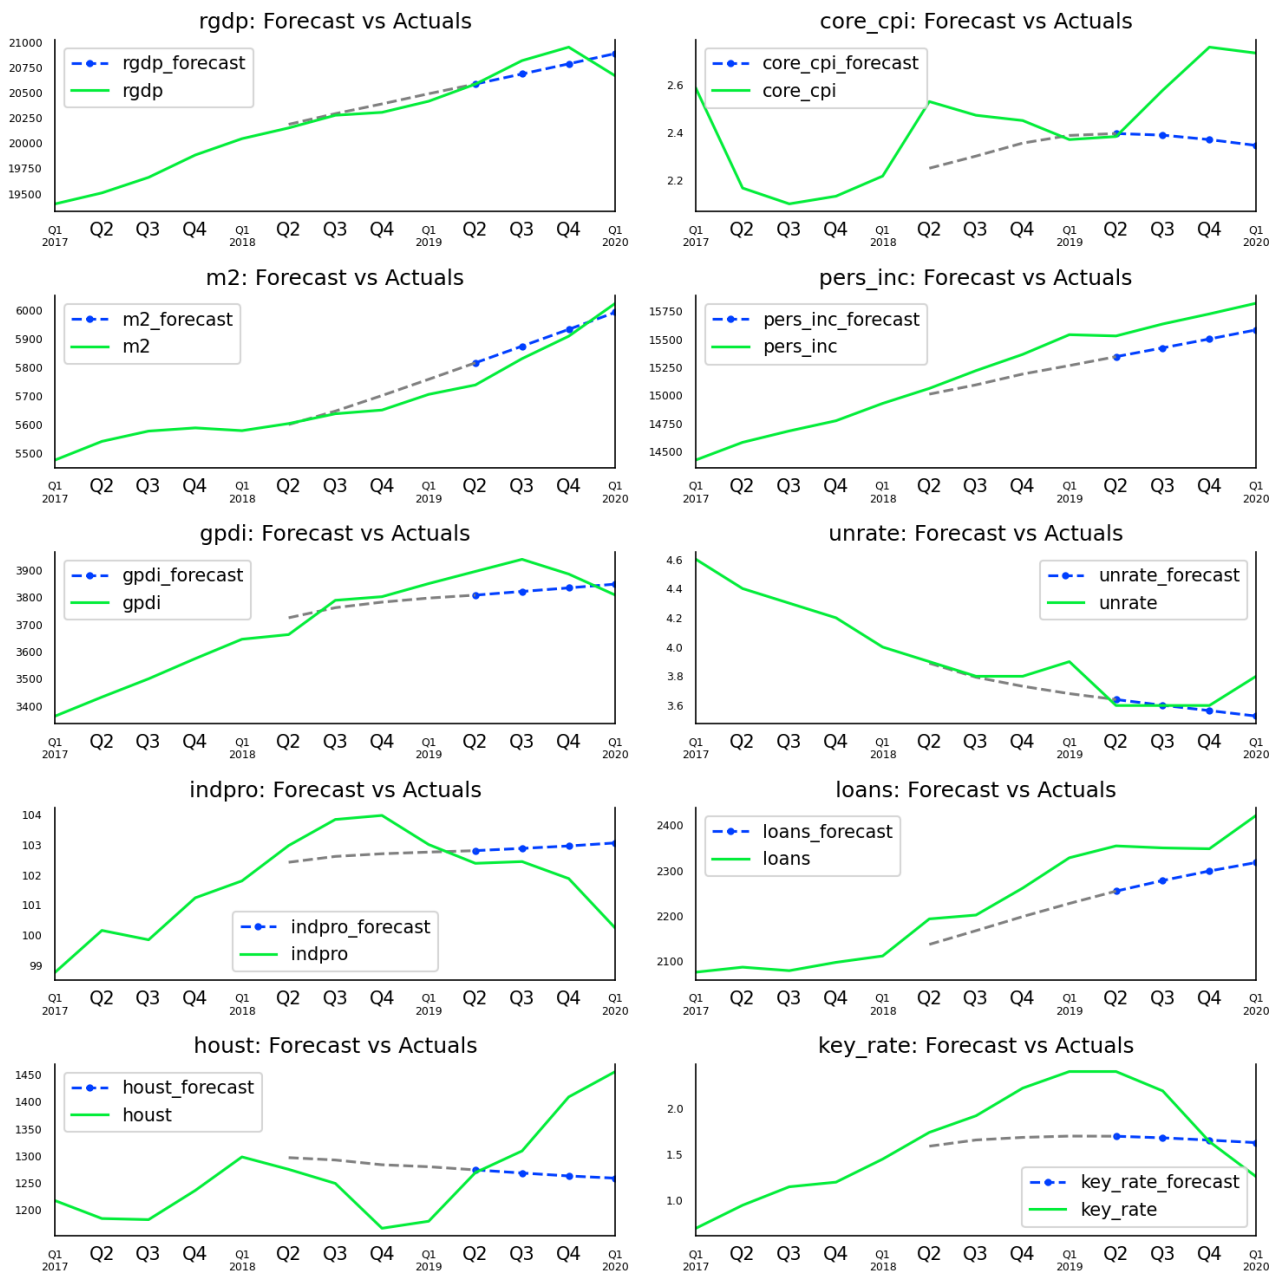 rgdp: Forecast vs Actuals
21000
20750
20500
20250
20000
19750
19500
rgdp_forecast
rgdp
Q1 Q2 Q3 Q4 Q1 Q2 Q3 Q4 Q1 Q2 Q3 Q4 Q1
2017 2018 2019 2020
core_cpi: Forecast vs Actuals
2.6
2.4
2.2
core_cpi_forecast
core_cpi
Q1 Q2 Q3 Q4 Q1 Q2 Q3 Q4 Q1 Q2 Q3 Q4 Q1
2017 2018 2019 2020
m2: Forecast vs Actuals
6000
5900
5800
5700
5600
5500
m2_forecast
m2
Q1 Q2 Q3 Q4 Q1 Q2 Q3 Q4 Q1 Q2 Q3 Q4 Q1
2017 2018 2019 2020
pers_inc: Forecast vs Actuals
15750
15500
15250
15000
14750
14500
pers_inc_forecast
pers_inc
Q1 Q2 Q3 Q4 Q1 Q2 Q3 Q4 Q1 Q2 Q3 Q4 Q1
2017 2018 2019 2020
gpdi: Forecast vs Actuals
3900
3800
3700
3600
3500
3400
gpdi_forecast
gpdi
Q1 Q2 Q3 Q4 Q1 Q2 Q3 Q4 Q1 Q2 Q3 Q4 Q1
2017 2018 2019 2020
unrate: Forecast vs Actuals
4.6
4.4
4.2
4.0
3.8
3.6
unrate_forecast
unrate
Q1 Q2 Q3 Q4 Q1 Q2 Q3 Q4 Q1 Q2 Q3 Q4 Q1
2017 2018 2019 2020
indpro: Forecast vs Actuals
104
103
102
101
100
99
indpro_forecast
indpro
Q1 Q2 Q3 Q4 Q1 Q2 Q3 Q4 Q1 Q2 Q3 Q4 Q1
2017 2018 2019 2020
loans: Forecast vs Actuals
2400
2300
2200
2100
loans_forecast
loans
Q1 Q2 Q3 Q4 Q1 Q2 Q3 Q4 Q1 Q2 Q3 Q4 Q1
2017 2018 2019 2020
houst: Forecast vs Actuals
1450
1400
1350
1300
1250
1200
houst_forecast
houst
Q1 Q2 Q3 Q4 Q1 Q2 Q3 Q4 Q1 Q2 Q3 Q4 Q1
2017 2018 2019 2020
key_rate: Forecast vs Actuals
2.0
1.5
1.0
key_rate_forecast
key_rate
Q1 Q2 Q3 Q4 Q1 Q2 Q3 Q4 Q1 Q2 Q3 Q4 Q1
2017 2018 2019 2020